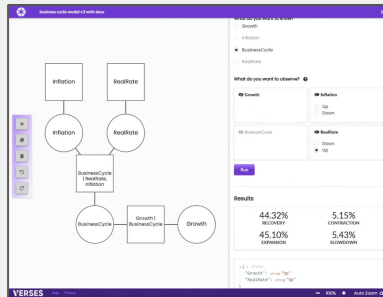 business cycle model v3 with data
What do you want to know?
Growth
Inflation
BusinessCycle
RealRate
What do you want to observe?
Growth
Inflation
Up
Down
BusinessCycle
RealRate
Down
Up
Run
Inflation
RealRate
Inflation
RealRate
BusinessCycle
| RealRate,
Inflation
BusinessCycle
Growth |
BusinessCycle
Growth
Results
44.32%
RECOVERY
5.15%
CONTRACTION
45.10%
EXPANSION
5.43%
SLOWDOWN
"Growth": string "Up"
"RealRate": string "Up"
VERSES
Help
Privacy
100%
Auto Zoom